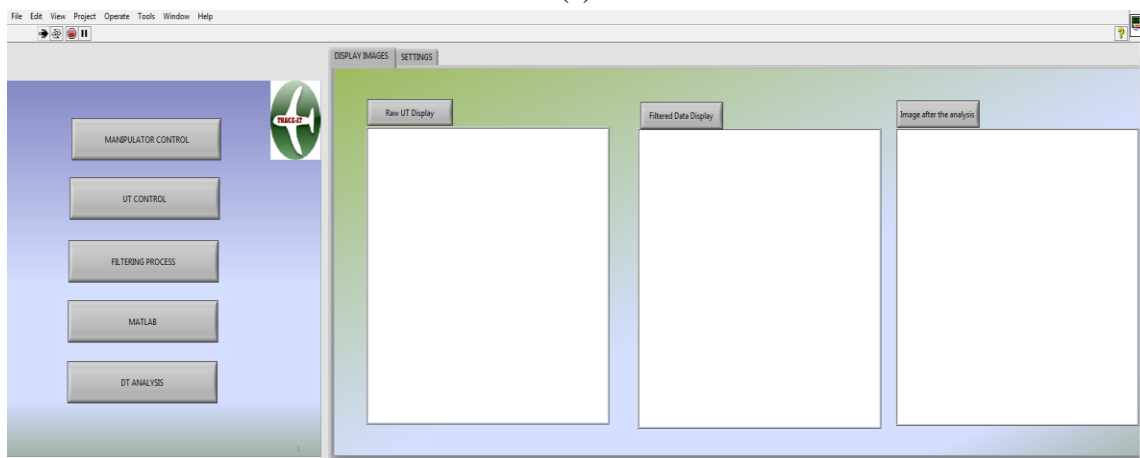 File Edit View Project Operate Tools Window Help
DISPLAY IMAGES SETTINGS
TRACE-IT
MANIPULATOR CONTROL
UT CONTROL
FILTERING PROCESS
MATLAB
DT ANALYSIS
Raw UT Display
Filtered Data Display
Image after the analysis